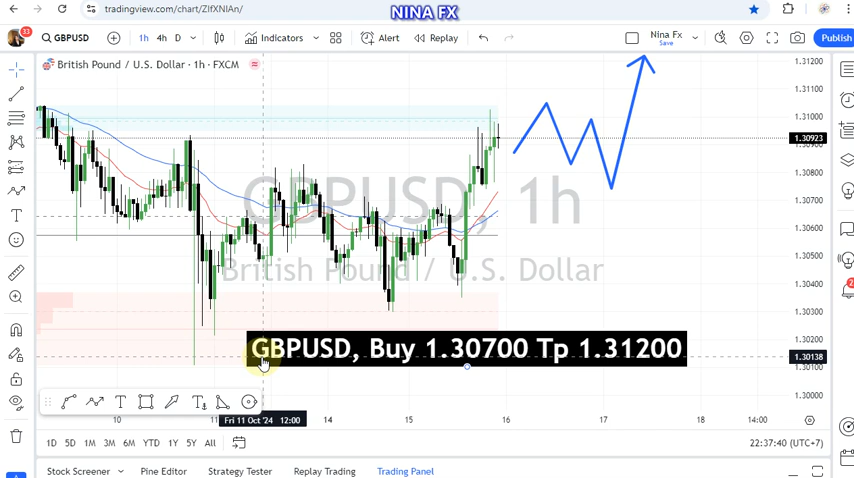 NINA FX
tradingview.com/chart/ZIfXNIAn/
33
GBPUSD
1h 4h D
Indicators
Alert
Replay
Nina Fx
Save
Publish
British Pound / U.S. Dollar · 1h · FXCM
GBPUSD, 1h
British Pound / U.S. Dollar
1.31200
1.31000
1.30923
1.30800
1.30700
1.30600
1.30500
1.30400
1.30300
1.30200
1.30138
1.30000
GBPUSD, Buy 1.30700 Tp 1.31200
10
11
Fri 11 Oct '24 12:00
14
15
16
17
18
14:00
1D 5D 1M 3M 6M YTD 1Y 5Y All
22:37:40 (UTC+7)
Stock Screener
Pine Editor
Strategy Tester
Replay Trading
Trading Panel